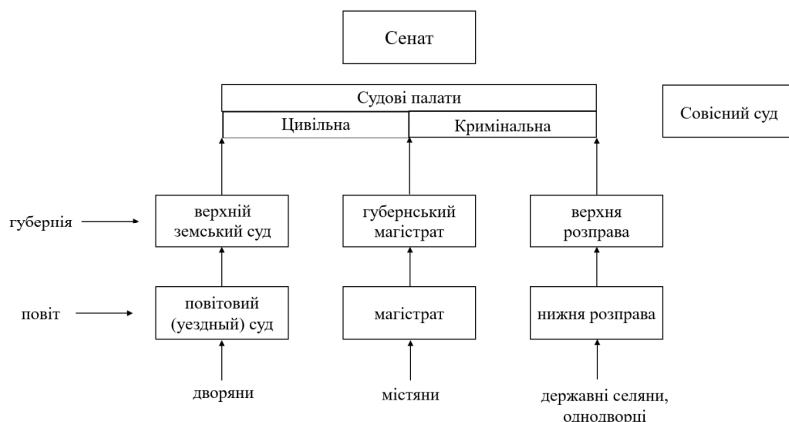 Сенат
Судові палати
Цивільна
Кримінальна
Совісний суд
губернія
верхній
земський суд
губернський
магістрат
верхня
розправа
повіт
повітовий
(уездный) суд
магістрат
нижня розправа
дворяни
містяни
державні селяни,
однодворці